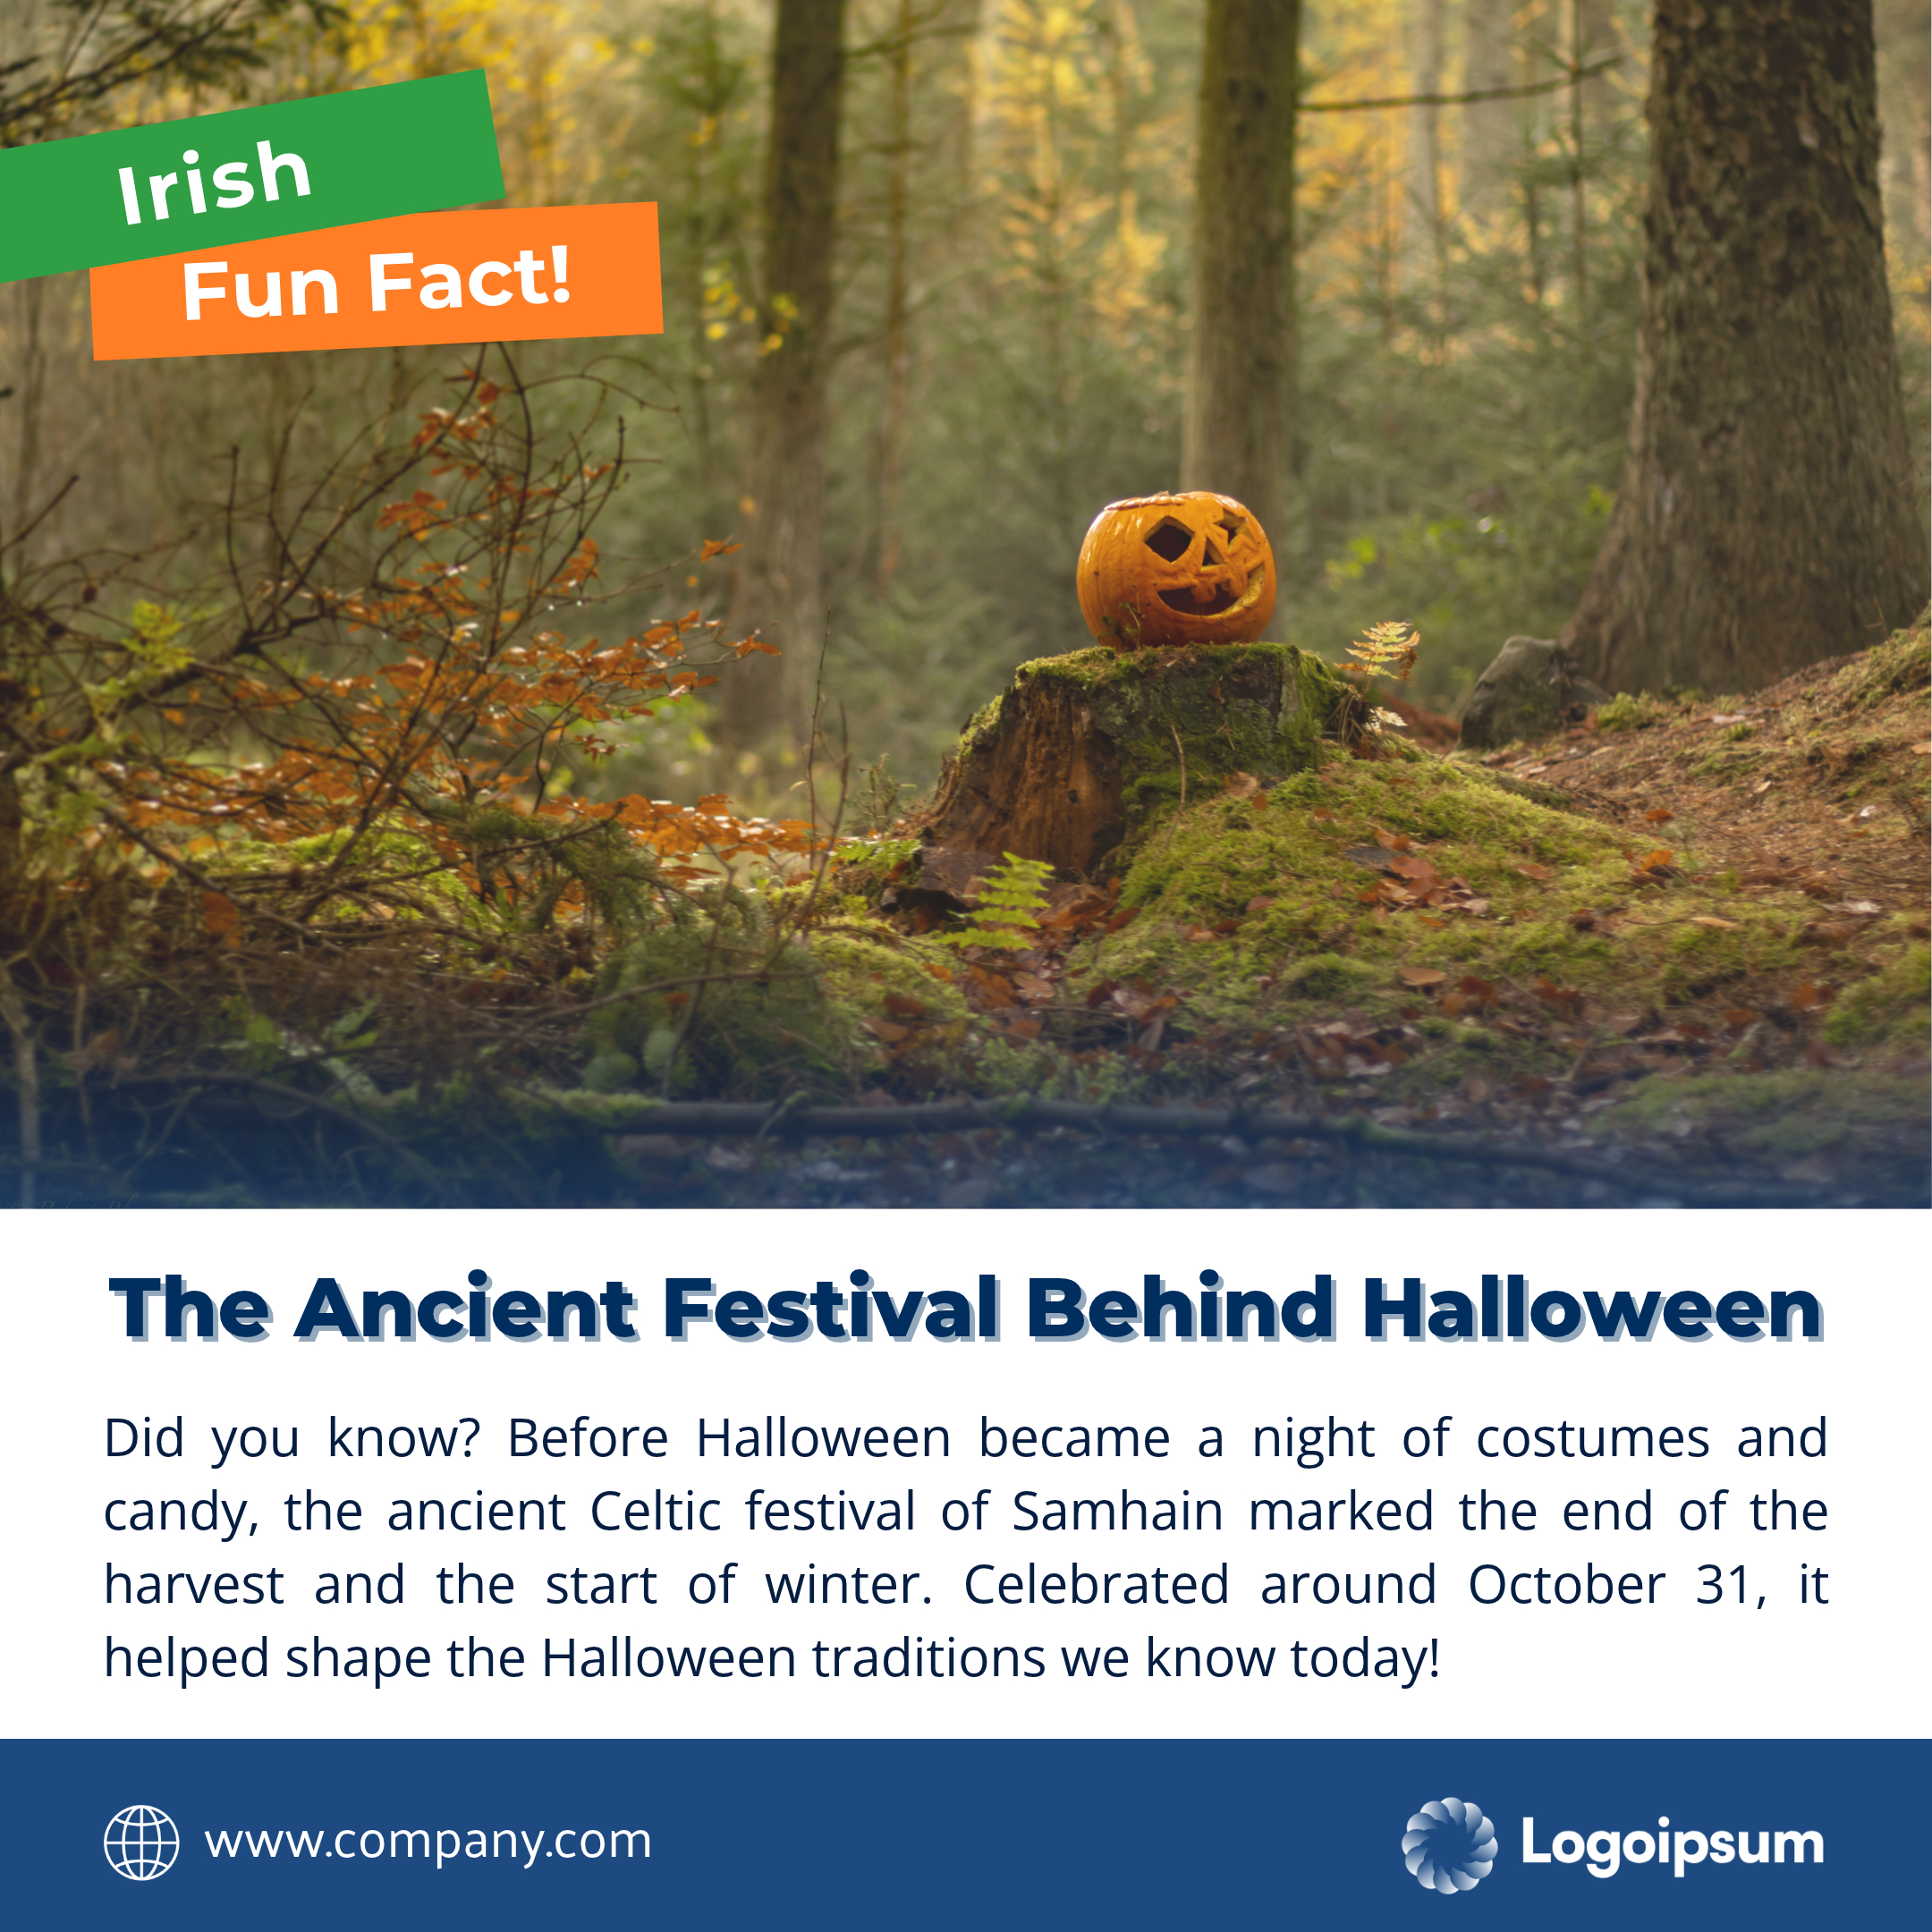 Irish
Fun Fact!
The Ancient Festival Behind Halloween
Did you know? Before Halloween became a night of costumes and
candy, the ancient Celtic festival of Samhain marked the end of the
harvest and the start of winter. Celebrated around October 31, it
helped shape the Halloween traditions we know today!
www.company.com
Logoipsum